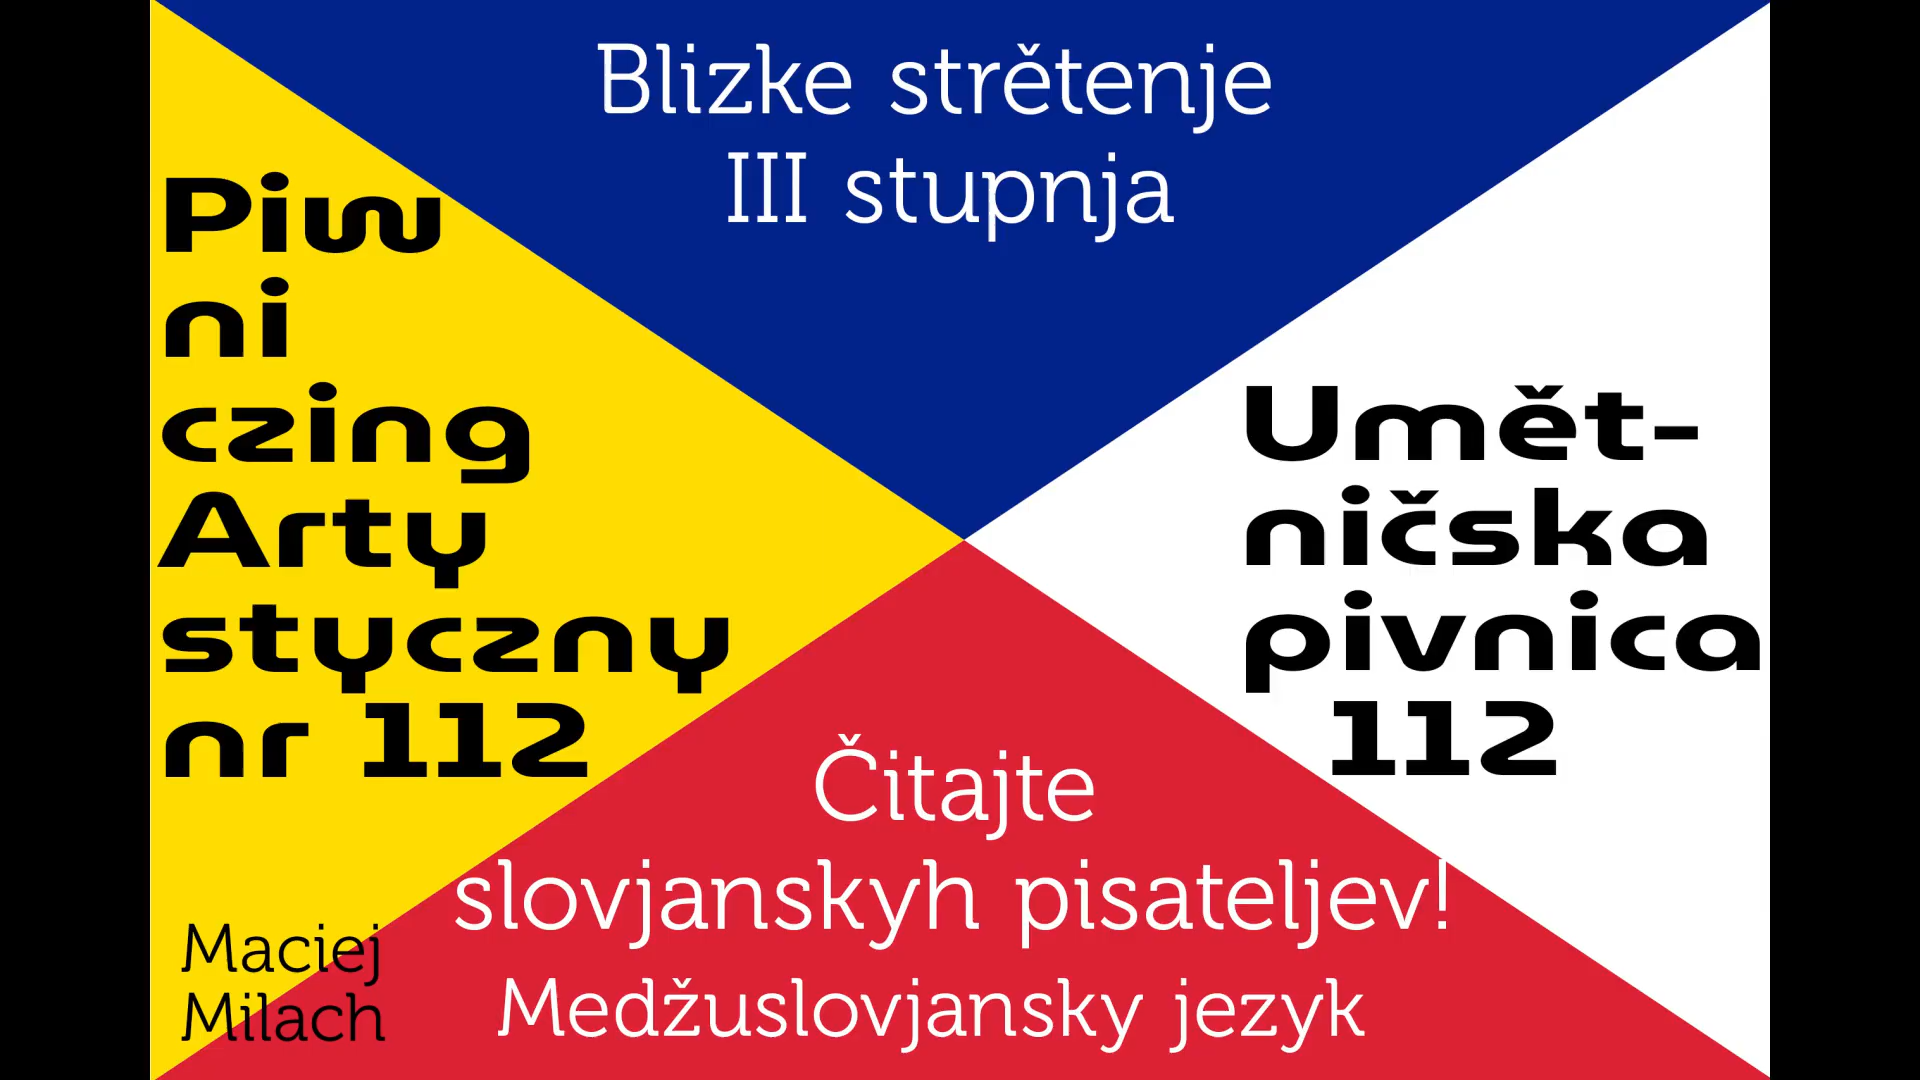 Blizke strětenje
III stupnja
Piw
ni
czing
Arty
styczny
nr 112
Umět-
ničska
pivnica
112
Čitajte
slovjanskyh pisateljev!
Medžuslovjansky jezyk
Maciej
Milach